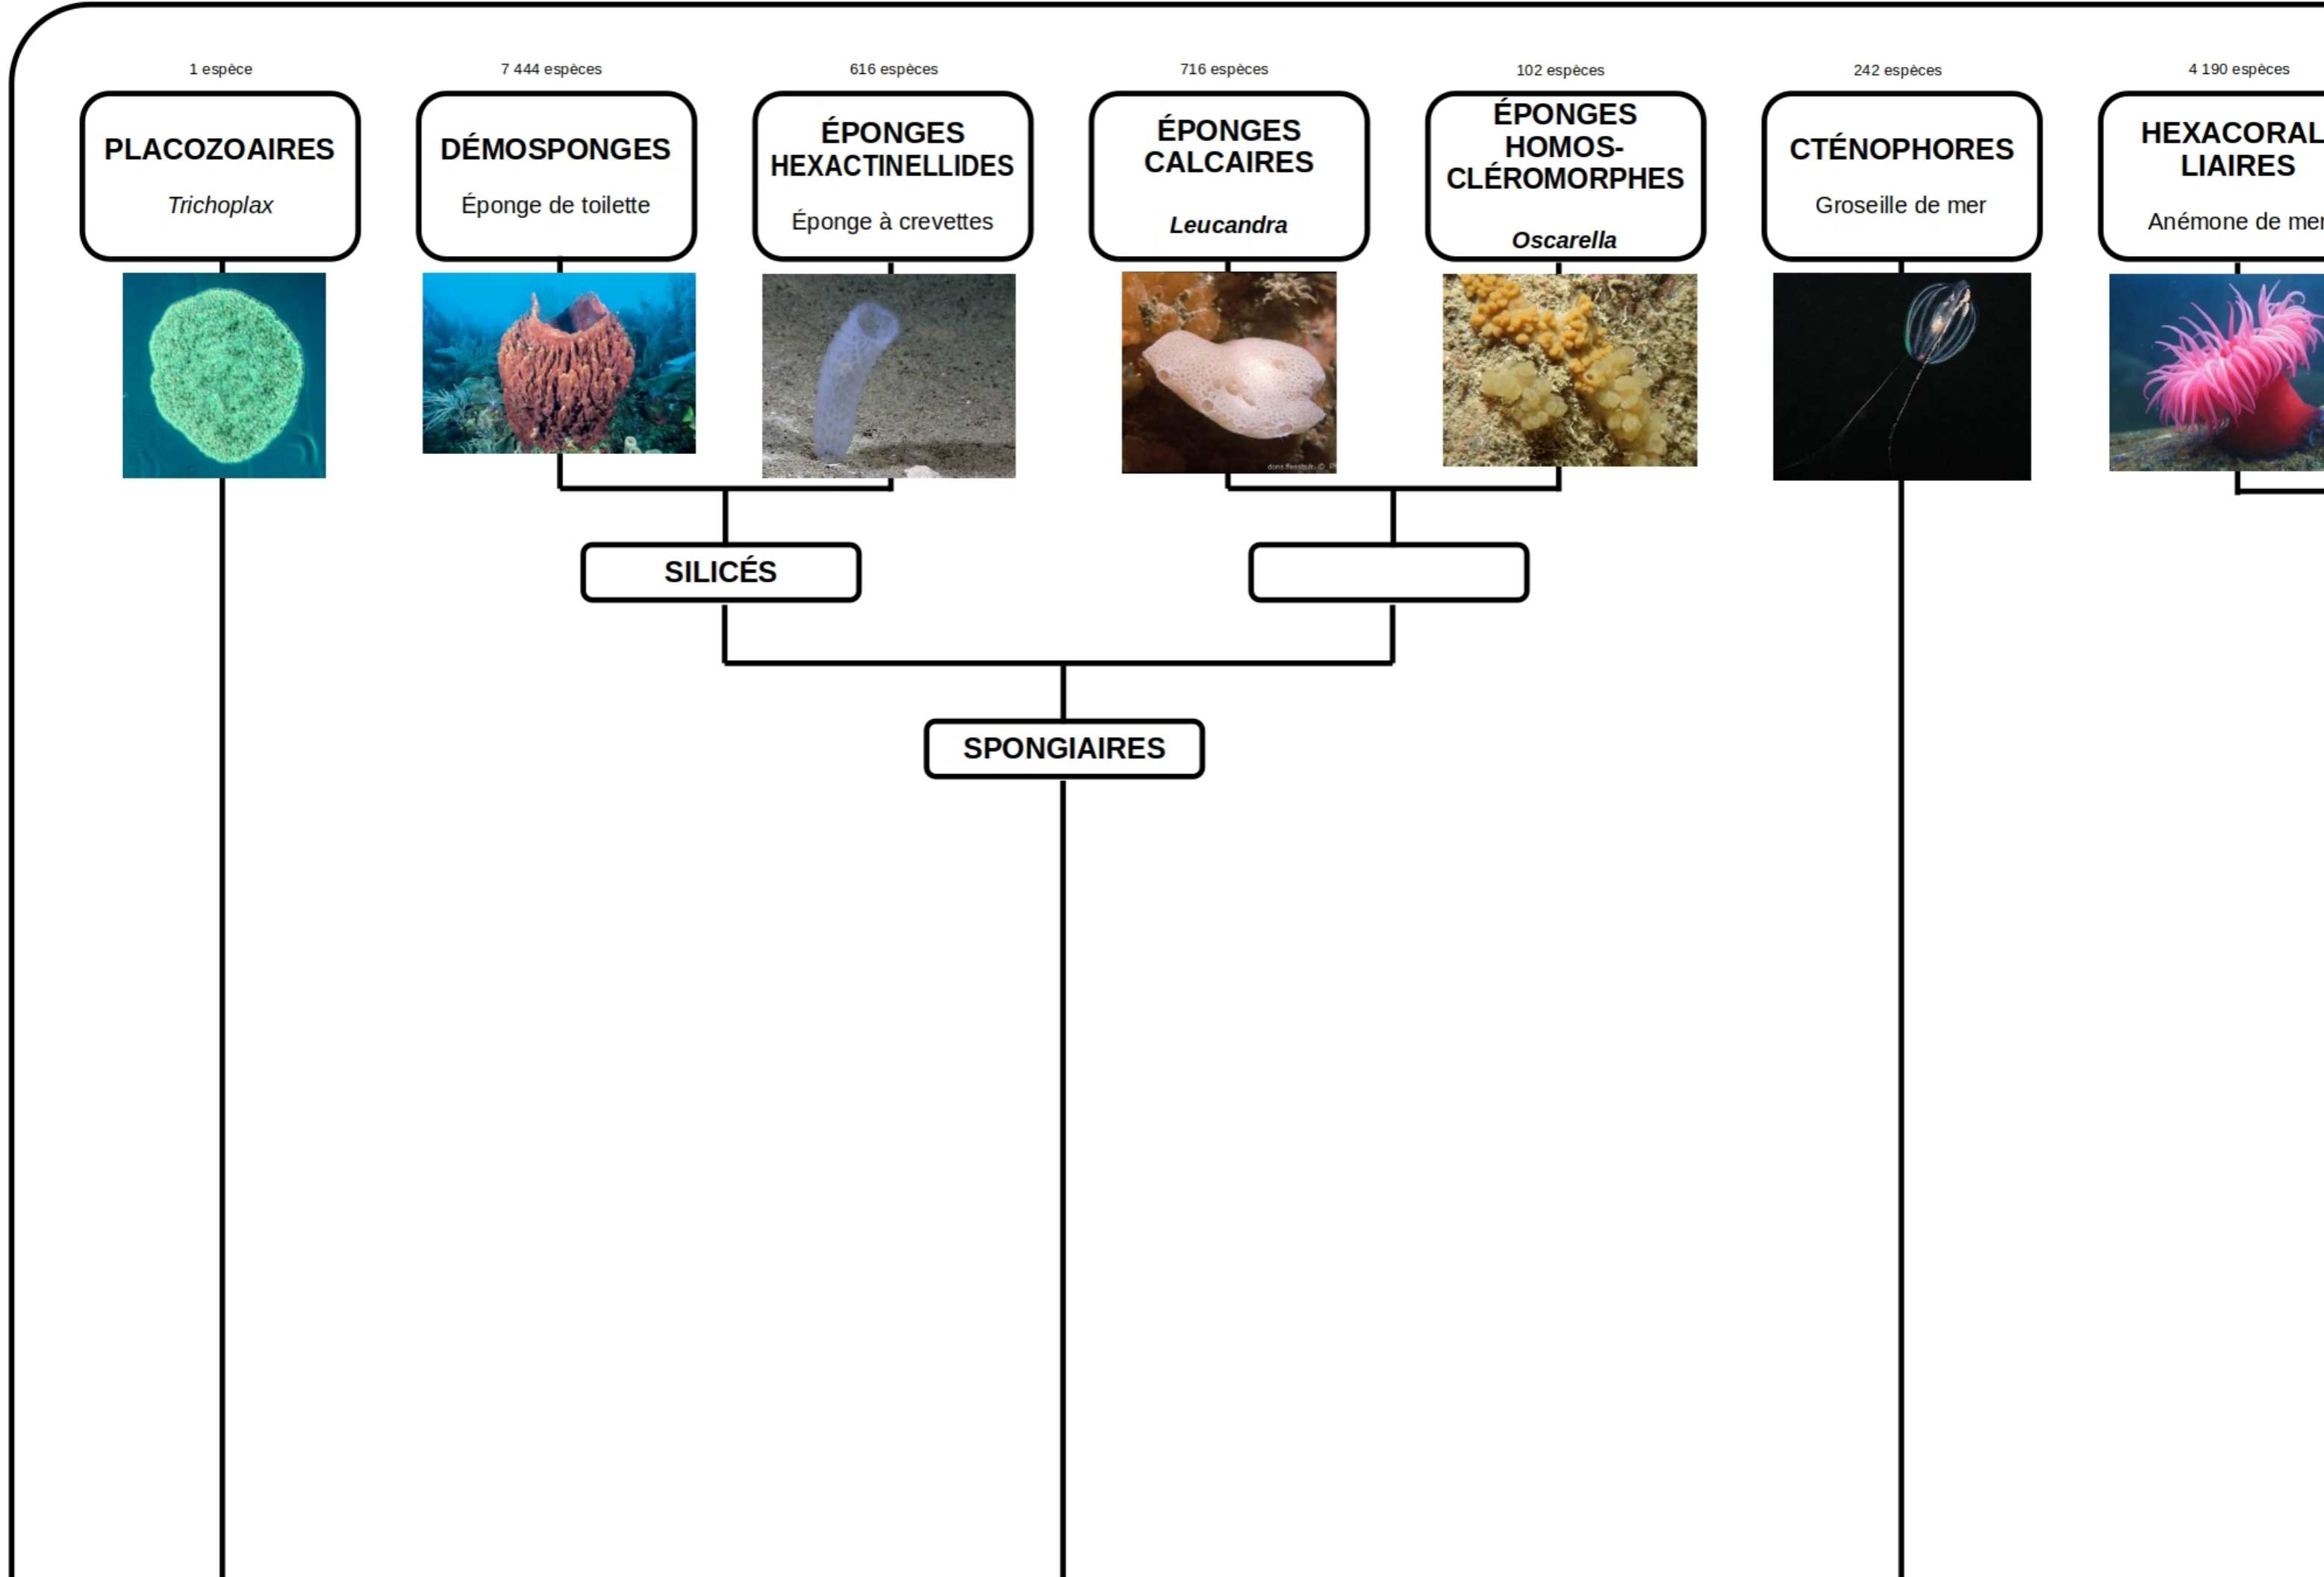 1 espèce
7 444 espèces
616 espèces
716 espèces
102 espèces
242 espèces
4 190 espèces
PLACOZOAIRES
Trichoplax
DÉMOSPONGES
Éponge de toilette
ÉPONGES
HEXACTINELLIDES
Éponge à crevettes
ÉPONGES
CALCAIRES
Leucandra
ÉPONGES
HOMOS-
CLÉROMORPHES
Oscarella
CTÉNOPHORES
Groseille de mer
HEXACORAL
LIAIRES
Anémone de mer
SILICÉS
SPONGIAIRES